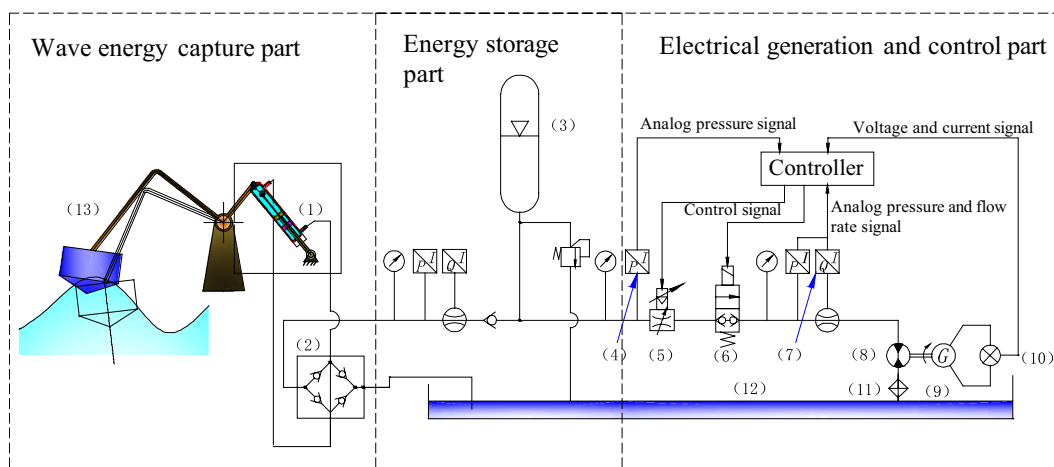 Wave energy capture part
Energy storage
part
Electrical generation and control part
(3)
Analog pressure signal
Voltage and current signal
Controller
(13)
(1)
Control signal
Analog pressure and flow
rate signal
P I
Q I
P I
P I
Q I
(2)
(4)
(5)
(6)
(7)
(8)
G
(10)
(12)
(11)
(9)